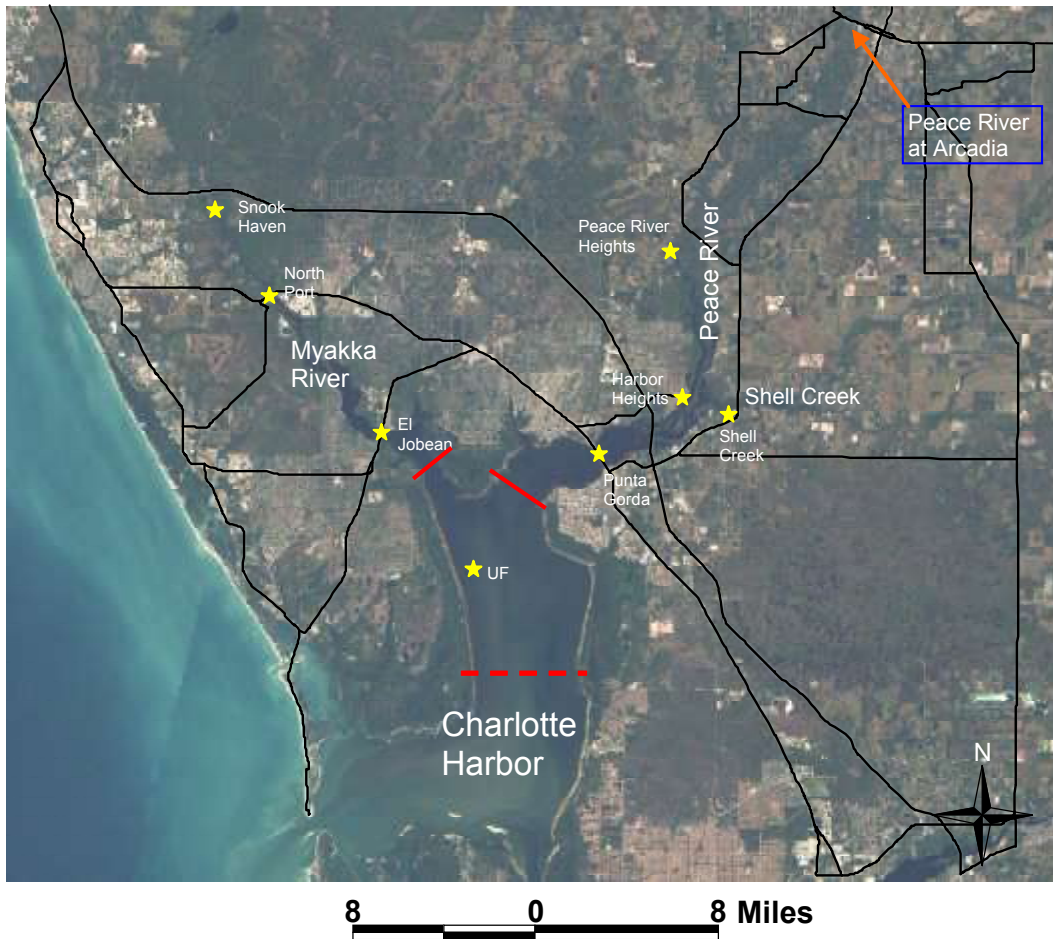 Peace River
at Arcadia
Snook
Haven
Peace River
Heights
Peace River
North
Port
Myakka
River
Harbor
Heights
Shell Creek
El
Jobean
Shell
Creek
Punta
Gorda
UF
Charlotte
Harbor
N
8 0 8 Miles